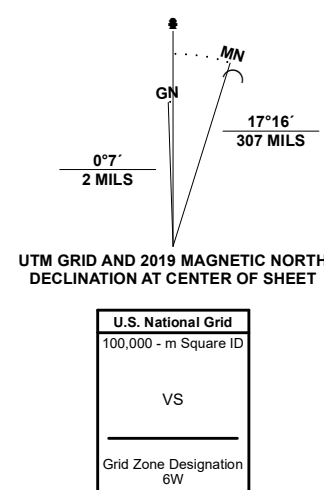 MN
GN
17°16´
307 MILS
0°7´
2 MILS
UTM GRID AND 2019 MAGNETIC NORTH
DECLINATION AT CENTER OF SHEET
U.S. National Grid
100,000 - m Square ID
VS
Grid Zone Designation
6W